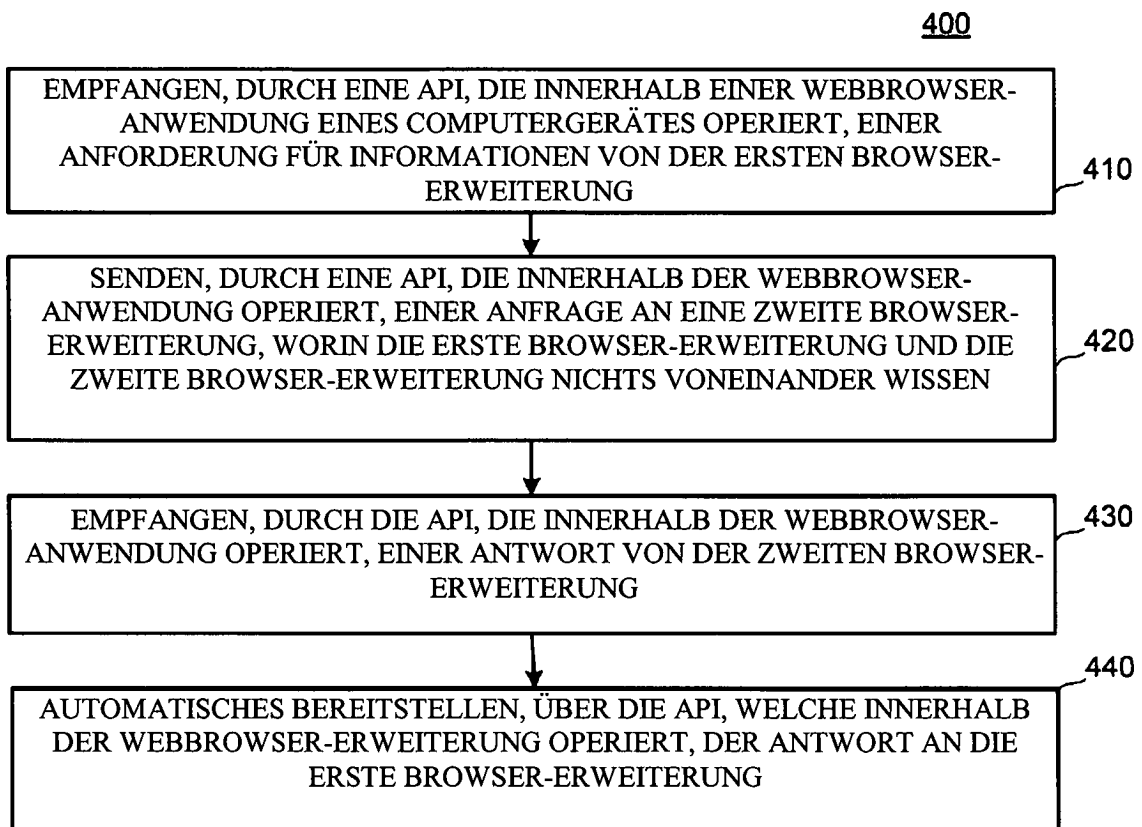 400
EMPFANGEN, DURCH EINE API, DIE INNERHALB EINER WEBBROWSER-
ANWENDUNG EINES COMPUTERGERÄTES OPERIERT, EINER
ANFORDERUNG FÜR INFORMATIONEN VON DER ERSTEN BROWSER-
ERWEITERUNG
410
SENDEN, DURCH EINE API, DIE INNERHALB DER WEBBROWSER-
ANWENDUNG OPERIERT, EINER ANFRAGE AN EINE ZWEITE BROWSER-
ERWEITERUNG, WORIN DIE ERSTE BROWSER-ERWEITERUNG UND DIE
ZWEITE BROWSER-ERWEITERUNG NICHTS VONEINANDER WISSEN
420
EMPFANGEN, DURCH DIE API, DIE INNERHALB DER WEBBROWSER-
ANWENDUNG OPERIERT, EINER ANTWORT VON DER ZWEITEN BROWSER-
ERWEITERUNG
430
AUTOMATISCHES BEREITSTELLEN, ÜBER DIE API, WELCHE INNERHALB
DER WEBBROWSER-ERWEITERUNG OPERIERT, DER ANTWORT AN DIE
ERSTE BROWSER-ERWEITERUNG
440